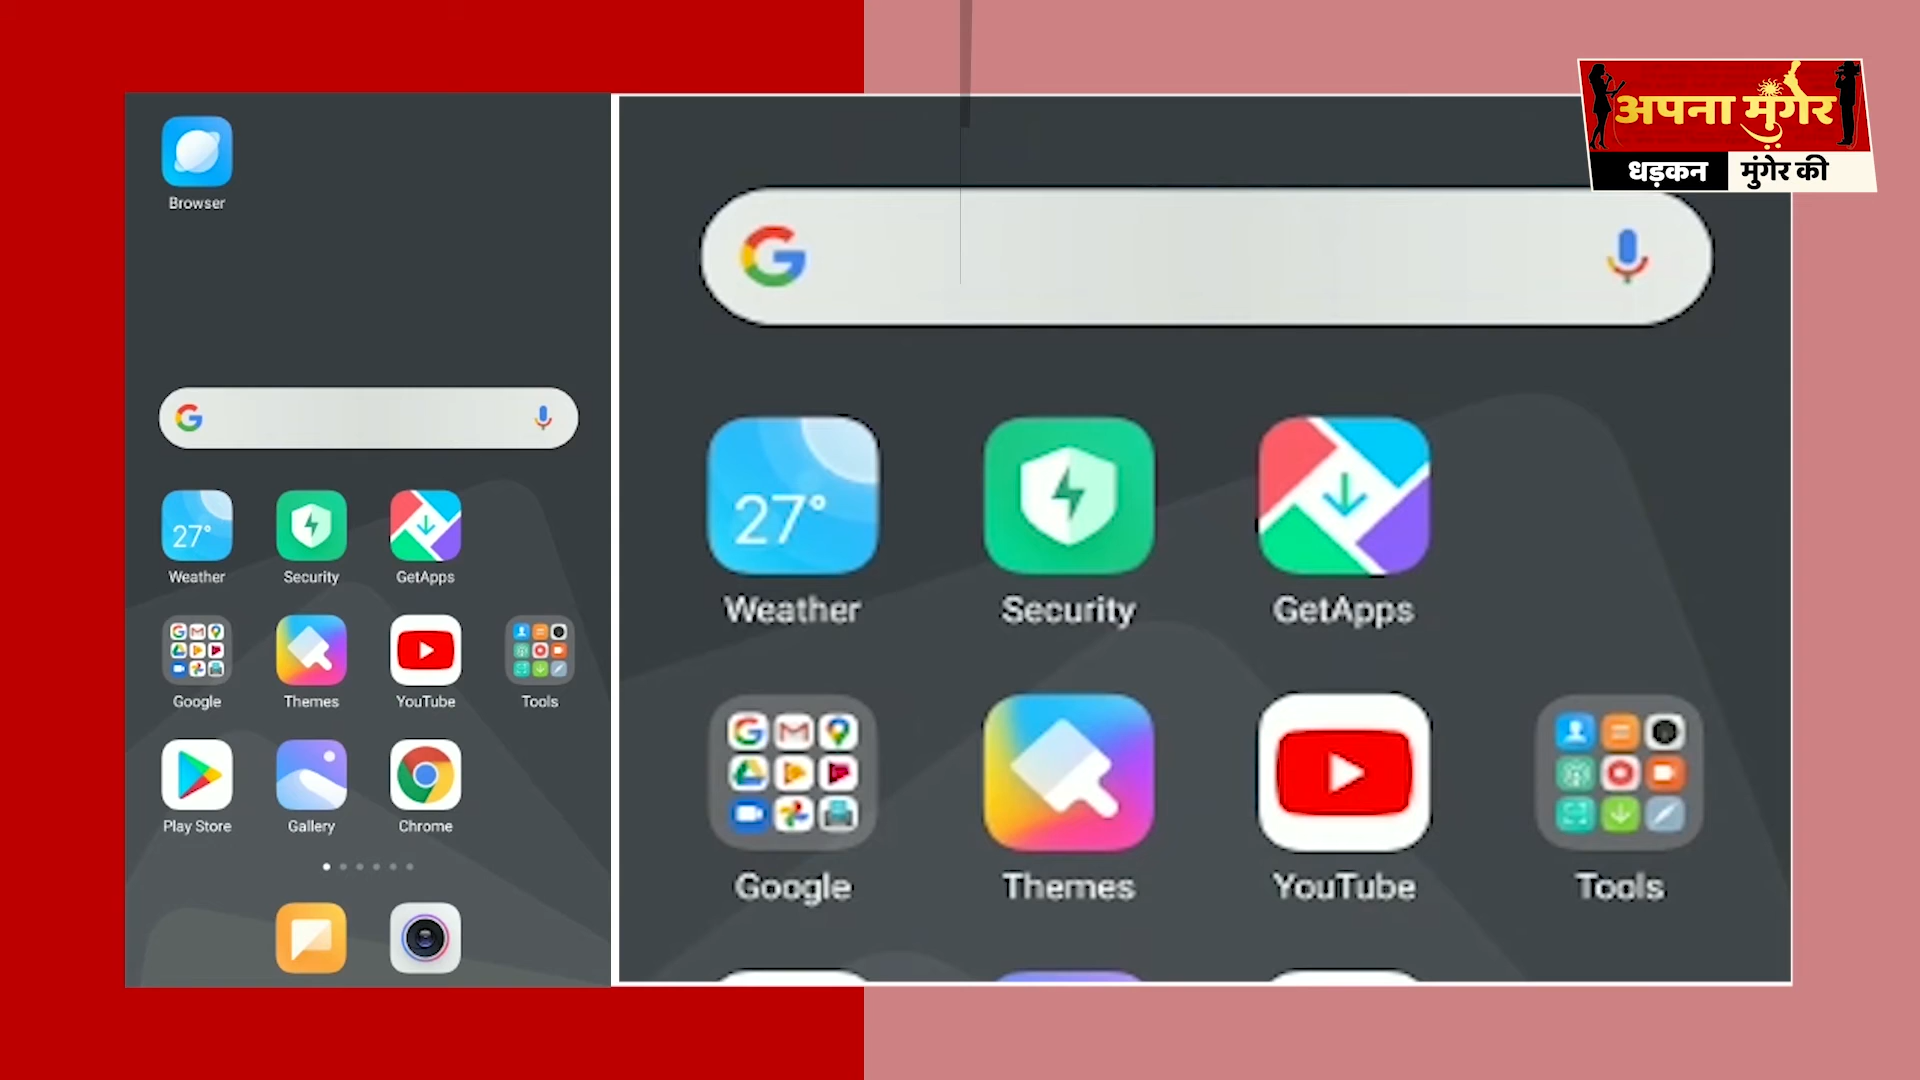 अपना मुंगेर
धड़कन मुंगेर की
Browser
27°
Weather
Security
GetApps
Google
Themes
YouTube
Tools
Play Store
Gallery
Chrome
27°
Weather
Security
GetApps
Google
Themes
YouTube
Tools